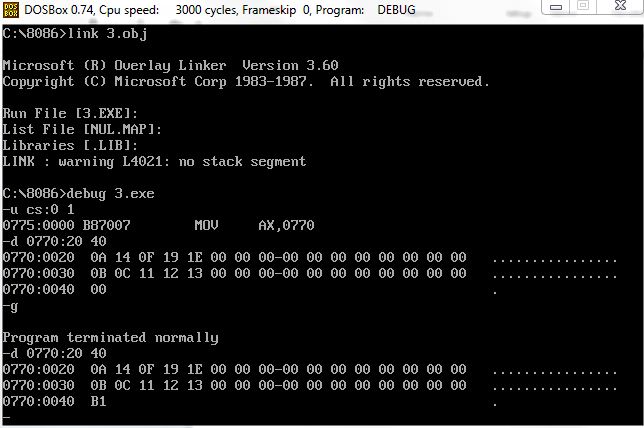 DOSBox 0.74, Cpu speed: 3000 cycles, Frameskip 0, Program: DEBUG
C:\8086>link 3.obj
Microsoft (R) Overlay Linker Version 3.60
Copyright (C) Microsoft Corp 1983-1987. All rights reserved.
Run File [3.EXE]:
List File [NUL.MAP]:
Libraries [.LIB]:
LINK : warning L4021: no stack segment
C:\8086>debug 3.exe
-u cs:0 1
0775:0000 B87007 MOV AX,0770
-d 0770:20 40
0770:0020 0A 14 0F 19 1E 00 00 00-00 00 00 00 00 00 00 00 ................
0770:0030 0B 0C 11 12 13 00 00 00-00 00 00 00 00 00 00 00 ................
0770:0040 00 .
-g
Program terminated normally
-d 0770:20 40
0770:0020 0A 14 0F 19 1E 00 00 00-00 00 00 00 00 00 00 00 ................
0770:0030 0B 0C 11 12 13 00 00 00-00 00 00 00 00 00 00 00 ................
0770:0040 B1 .
-